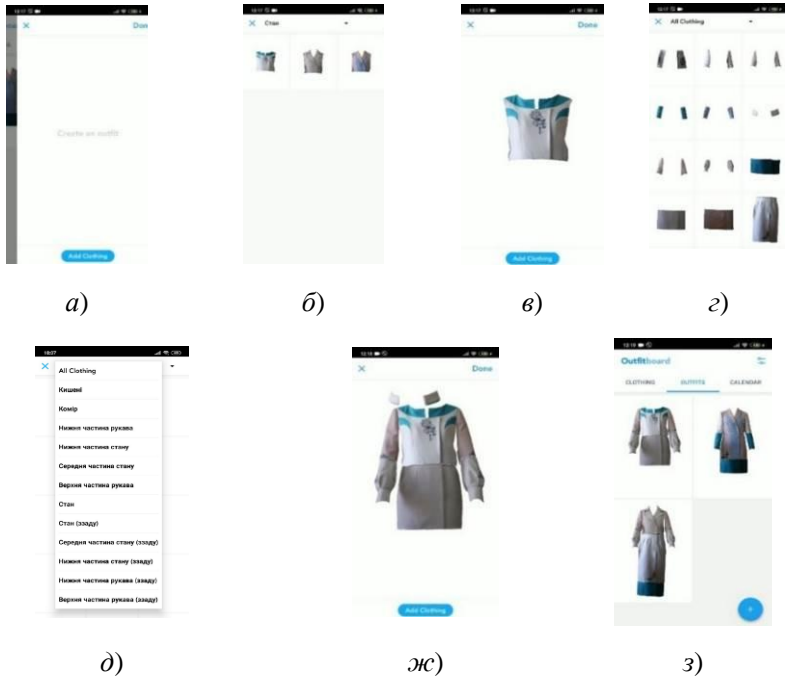 Done
Create an outfit
Add Clothing
а)
Стан
б)
Done
Add Clothing
в)
All Clothing
г)
18:07
All Clothing
Кишені
Комір
Нижня частина рукава
Нижня частина стану
Середня частина стану
Верхня частина рукава
Стан
Стан (ззаду)
Середня частина стану (ззаду)
Нижня частина стану (ззаду)
Нижня частина рукава (ззаду)
Верхня частина рукава (ззаду)
д)
Done
Add Clothing
ж)
Outfitboard
CLOTHING OUTFITS CALENDAR
з)